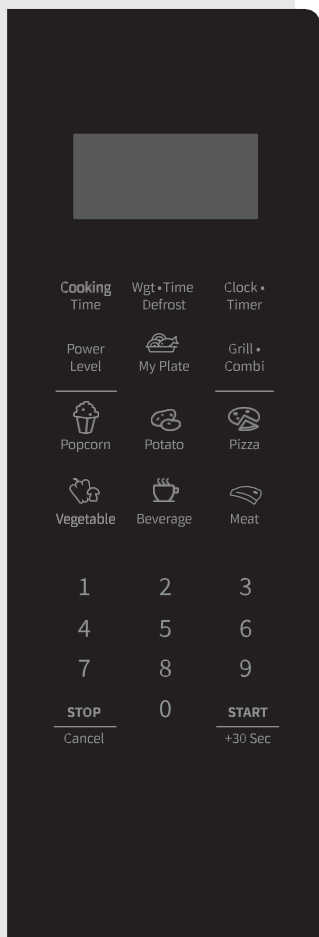 Cooking Time
Wgt•Time Defrost
Clock• Timer
Power Level
My Plate
Grill• Combi
Popcorn
Potato
Pizza
Vegetable
Beverage
Meat
1 2 3
4 5 6
7 8 9
STOP 0 START
Cancel +30 Sec